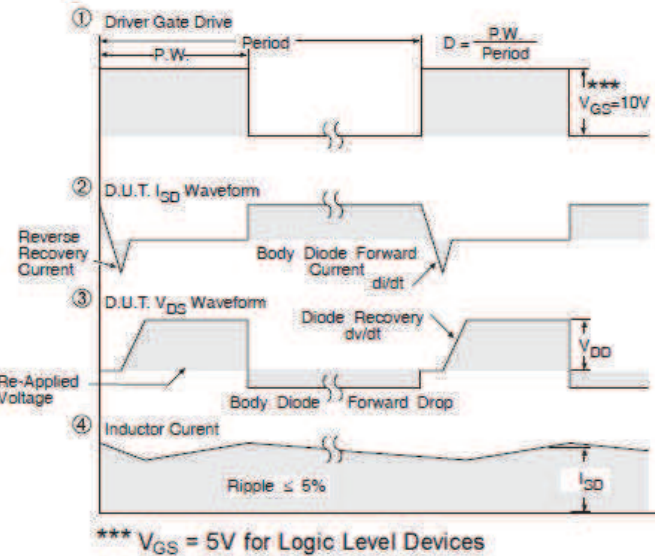 ① Driver Gate Drive
Period
P.W.
D = P.W.
Period
***
VGS=10V
② D.U.T. ISD Waveform
Reverse
Recovery
Current
Body Diode Forward
Current
di/dt
③ D.U.T. VDS Waveform
Diode Recovery
dv/dt
VDD
Re-Applied
Voltage
Body Diode Forward Drop
④ Inductor Curent
Ripple ≤ 5%
ISD
*** VGS = 5V for Logic Level Devices